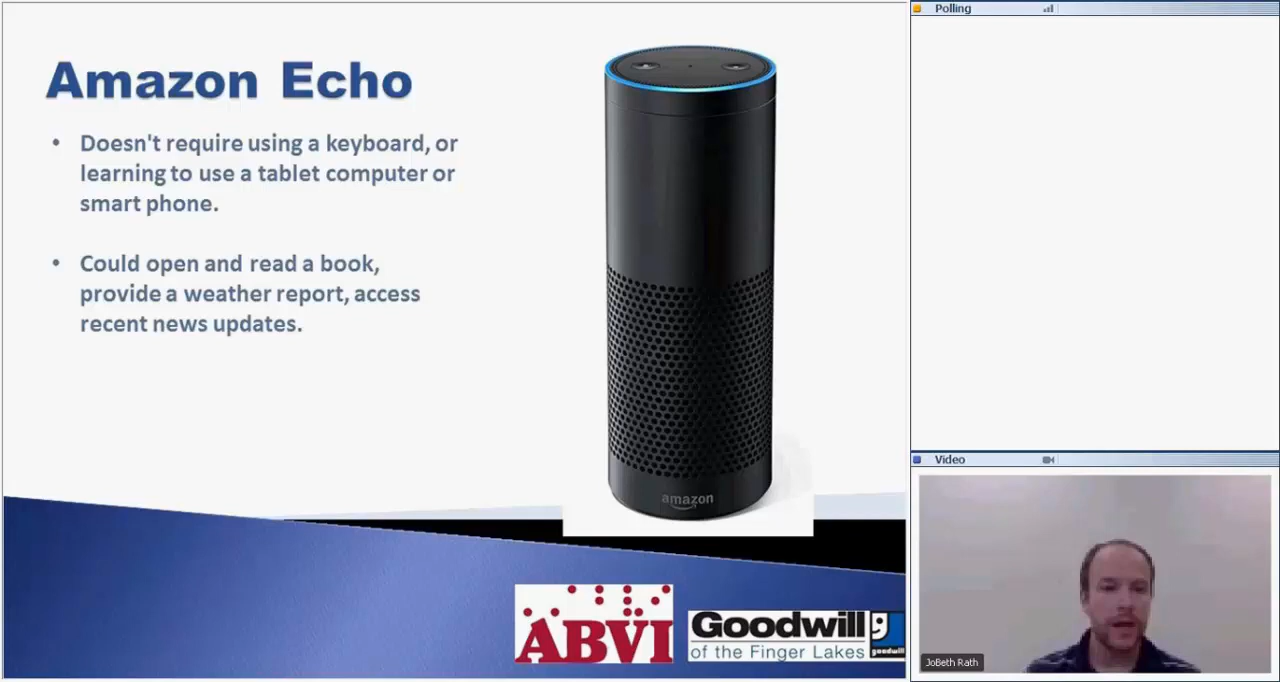 Amazon Echo
• Doesn't require using a keyboard, or
learning to use a tablet computer or
smart phone.
• Could open and read a book,
provide a weather report, access
recent news updates.
amazon
ABVI
Goodwill
of the Finger Lakes
goodwill
Polling
Video
JoBeth Rath